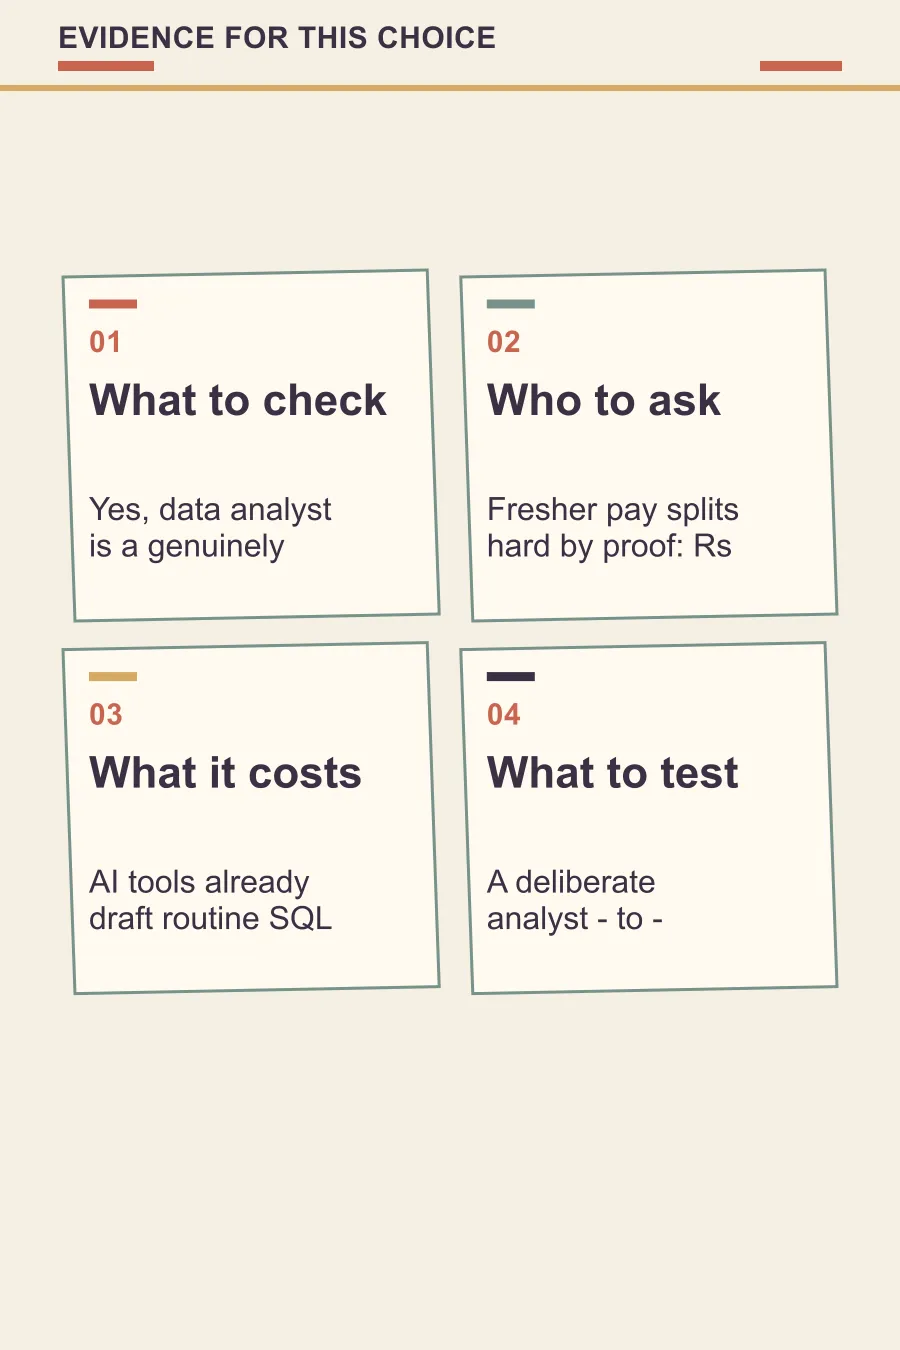 EVIDENCE FOR THIS CHOICE
01
What to check
Yes, data analyst
is a genuinely
02
Who to ask
Fresher pay splits
hard by proof: Rs
03
What it costs
AI tools already
draft routine SQL
04
What to test
A deliberate
analyst - to -